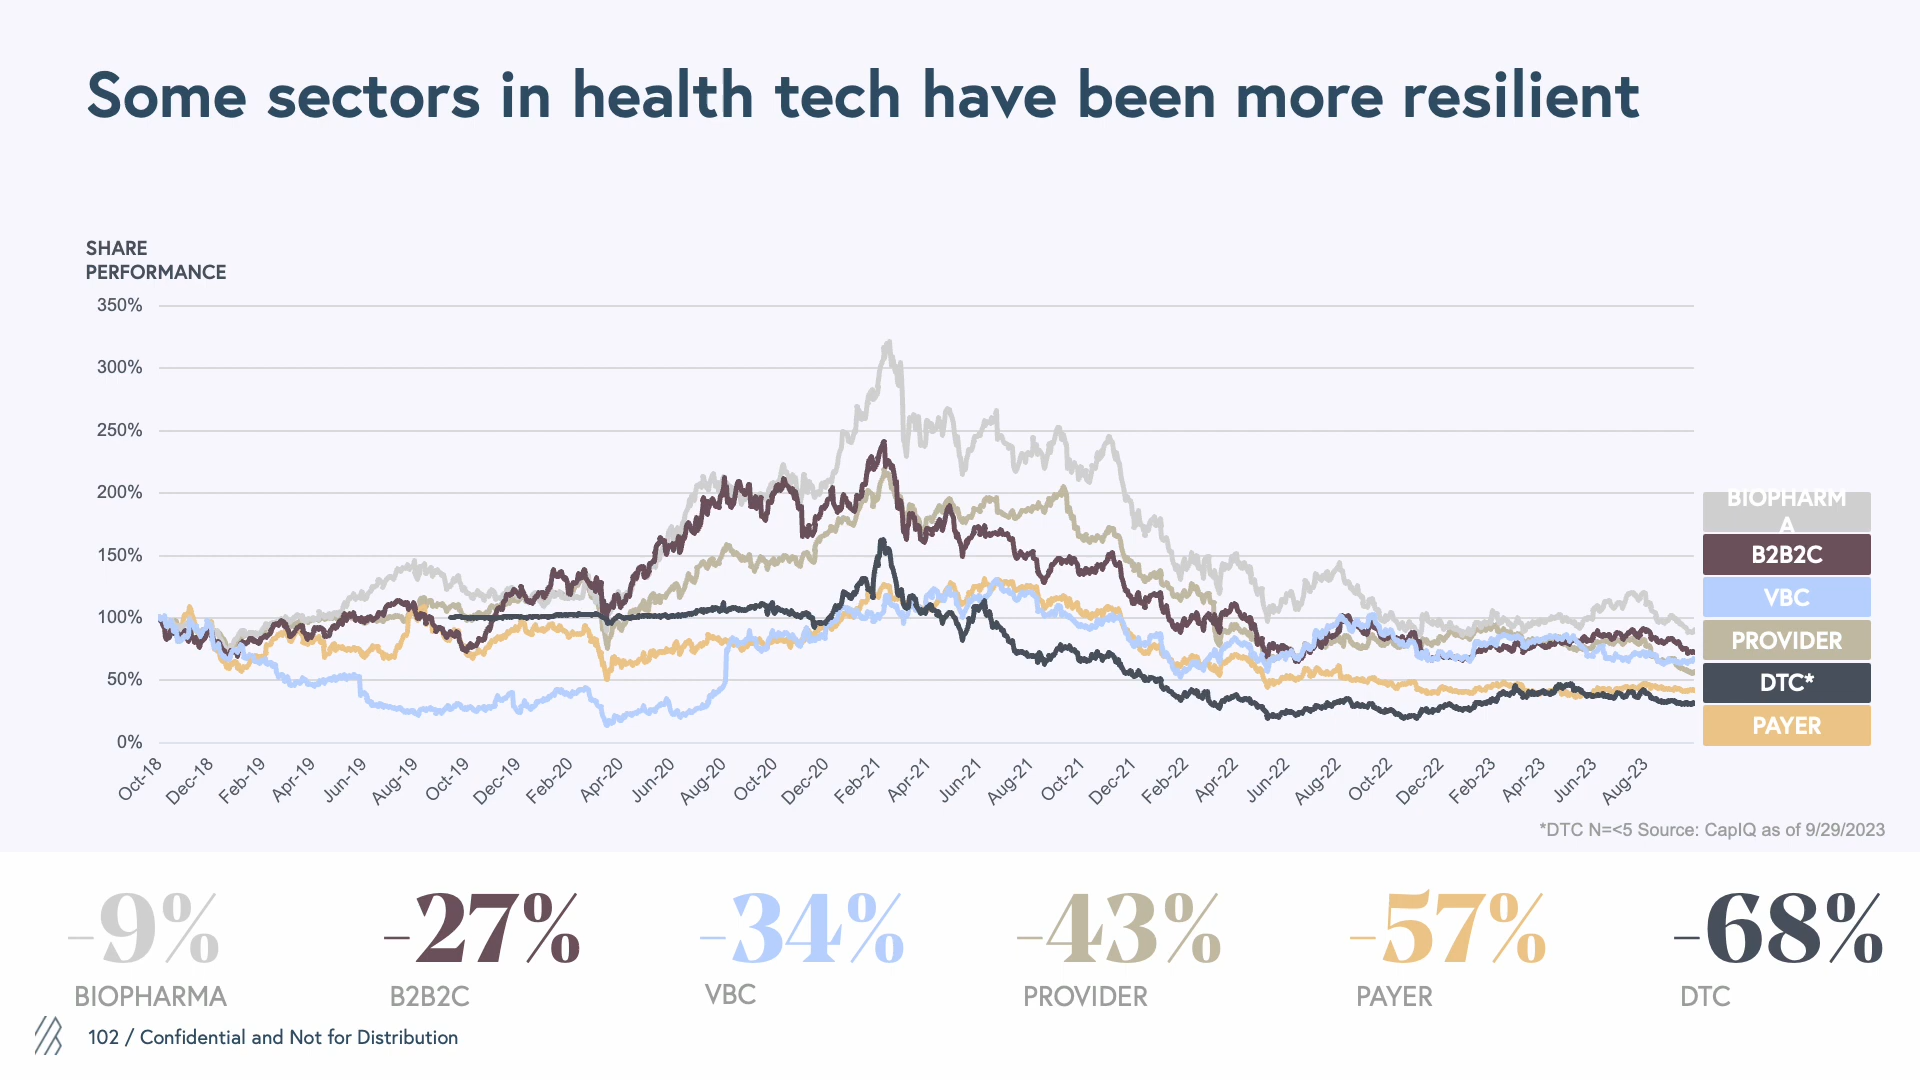 Some sectors in health tech have been more resilient
SHARE
PERFORMANCE
350%
300%
250%
200%
150%
100%
50%
0%
Oct-18
Dec-18
Feb-19
Apr-19
Jun-19
Aug-19
Oct-19
Dec-19
Feb-20
Apr-20
Jun-20
Aug-20
Oct-20
Dec-20
Feb-21
Apr-21
Jun-21
Aug-21
Oct-21
Dec-21
Feb-22
Apr-22
Jun-22
Aug-22
Oct-22
Dec-22
Feb-23
Apr-23
Jun-23
Aug-23
BIOPHARM
A
B2B2C
VBC
PROVIDER
DTC*
PAYER
*DTC N=<5 Source: CapIQ as of 9/29/2023
-9%
BIOPHARMA
-27%
B2B2C
-34%
VBC
-43%
PROVIDER
-57%
PAYER
-68%
DTC
102 / Confidential and Not for Distribution